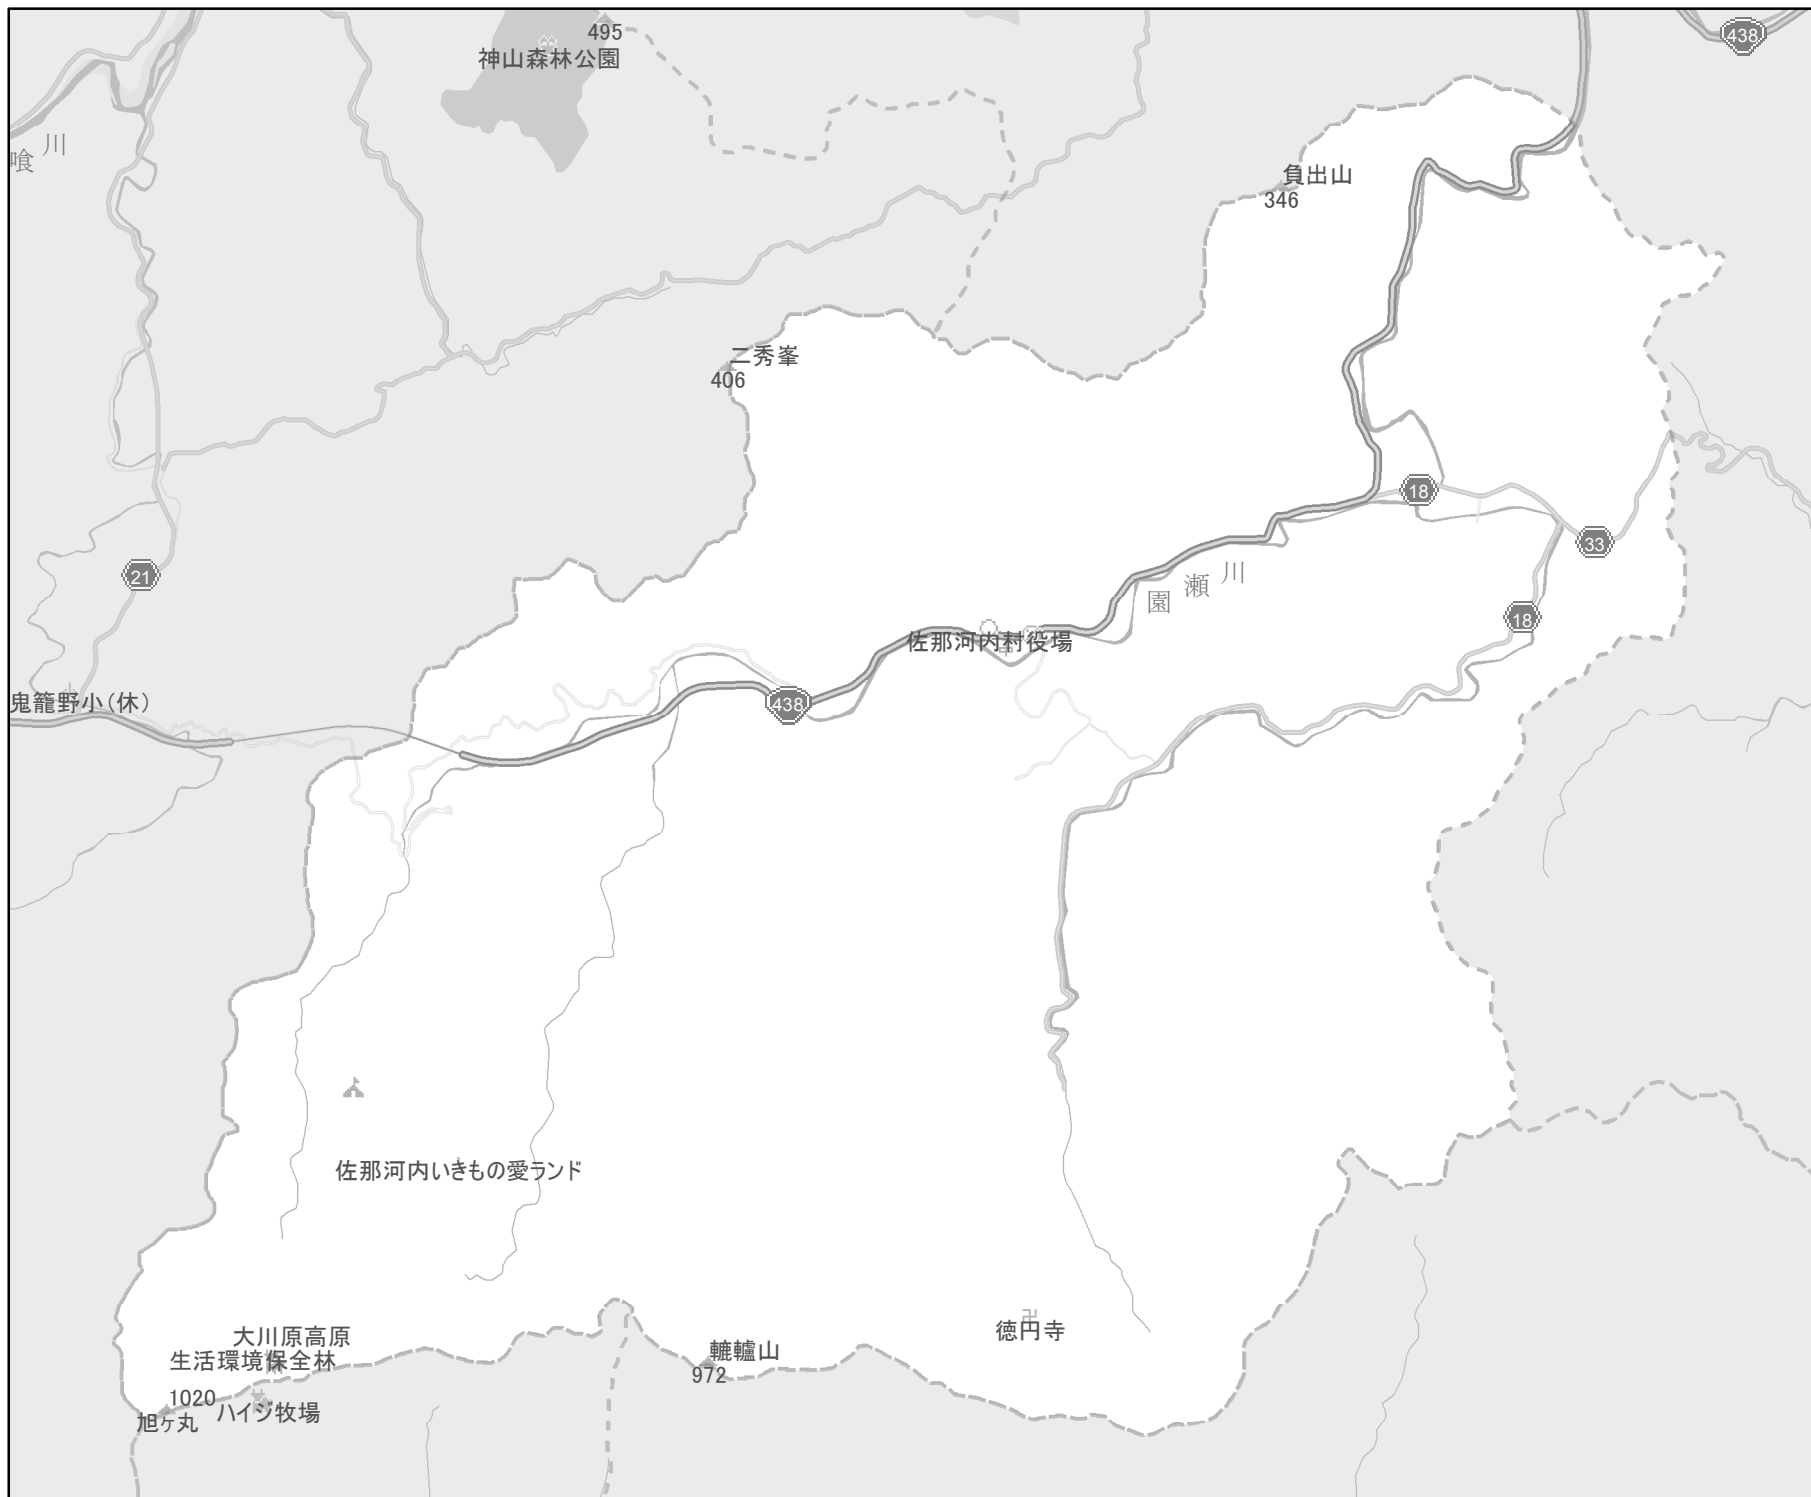 495
神山森林公園
438
喰川
負出山
346
二秀峯
406
18
33
21
園瀬川
18
佐那河内村役場
鬼籠野小(休)
438
佐那河内いきもの愛ランド
大川原高原
生活環境保全林
徳円寺
轆轤山
972
1020
ハイジ牧場
旭ヶ丸